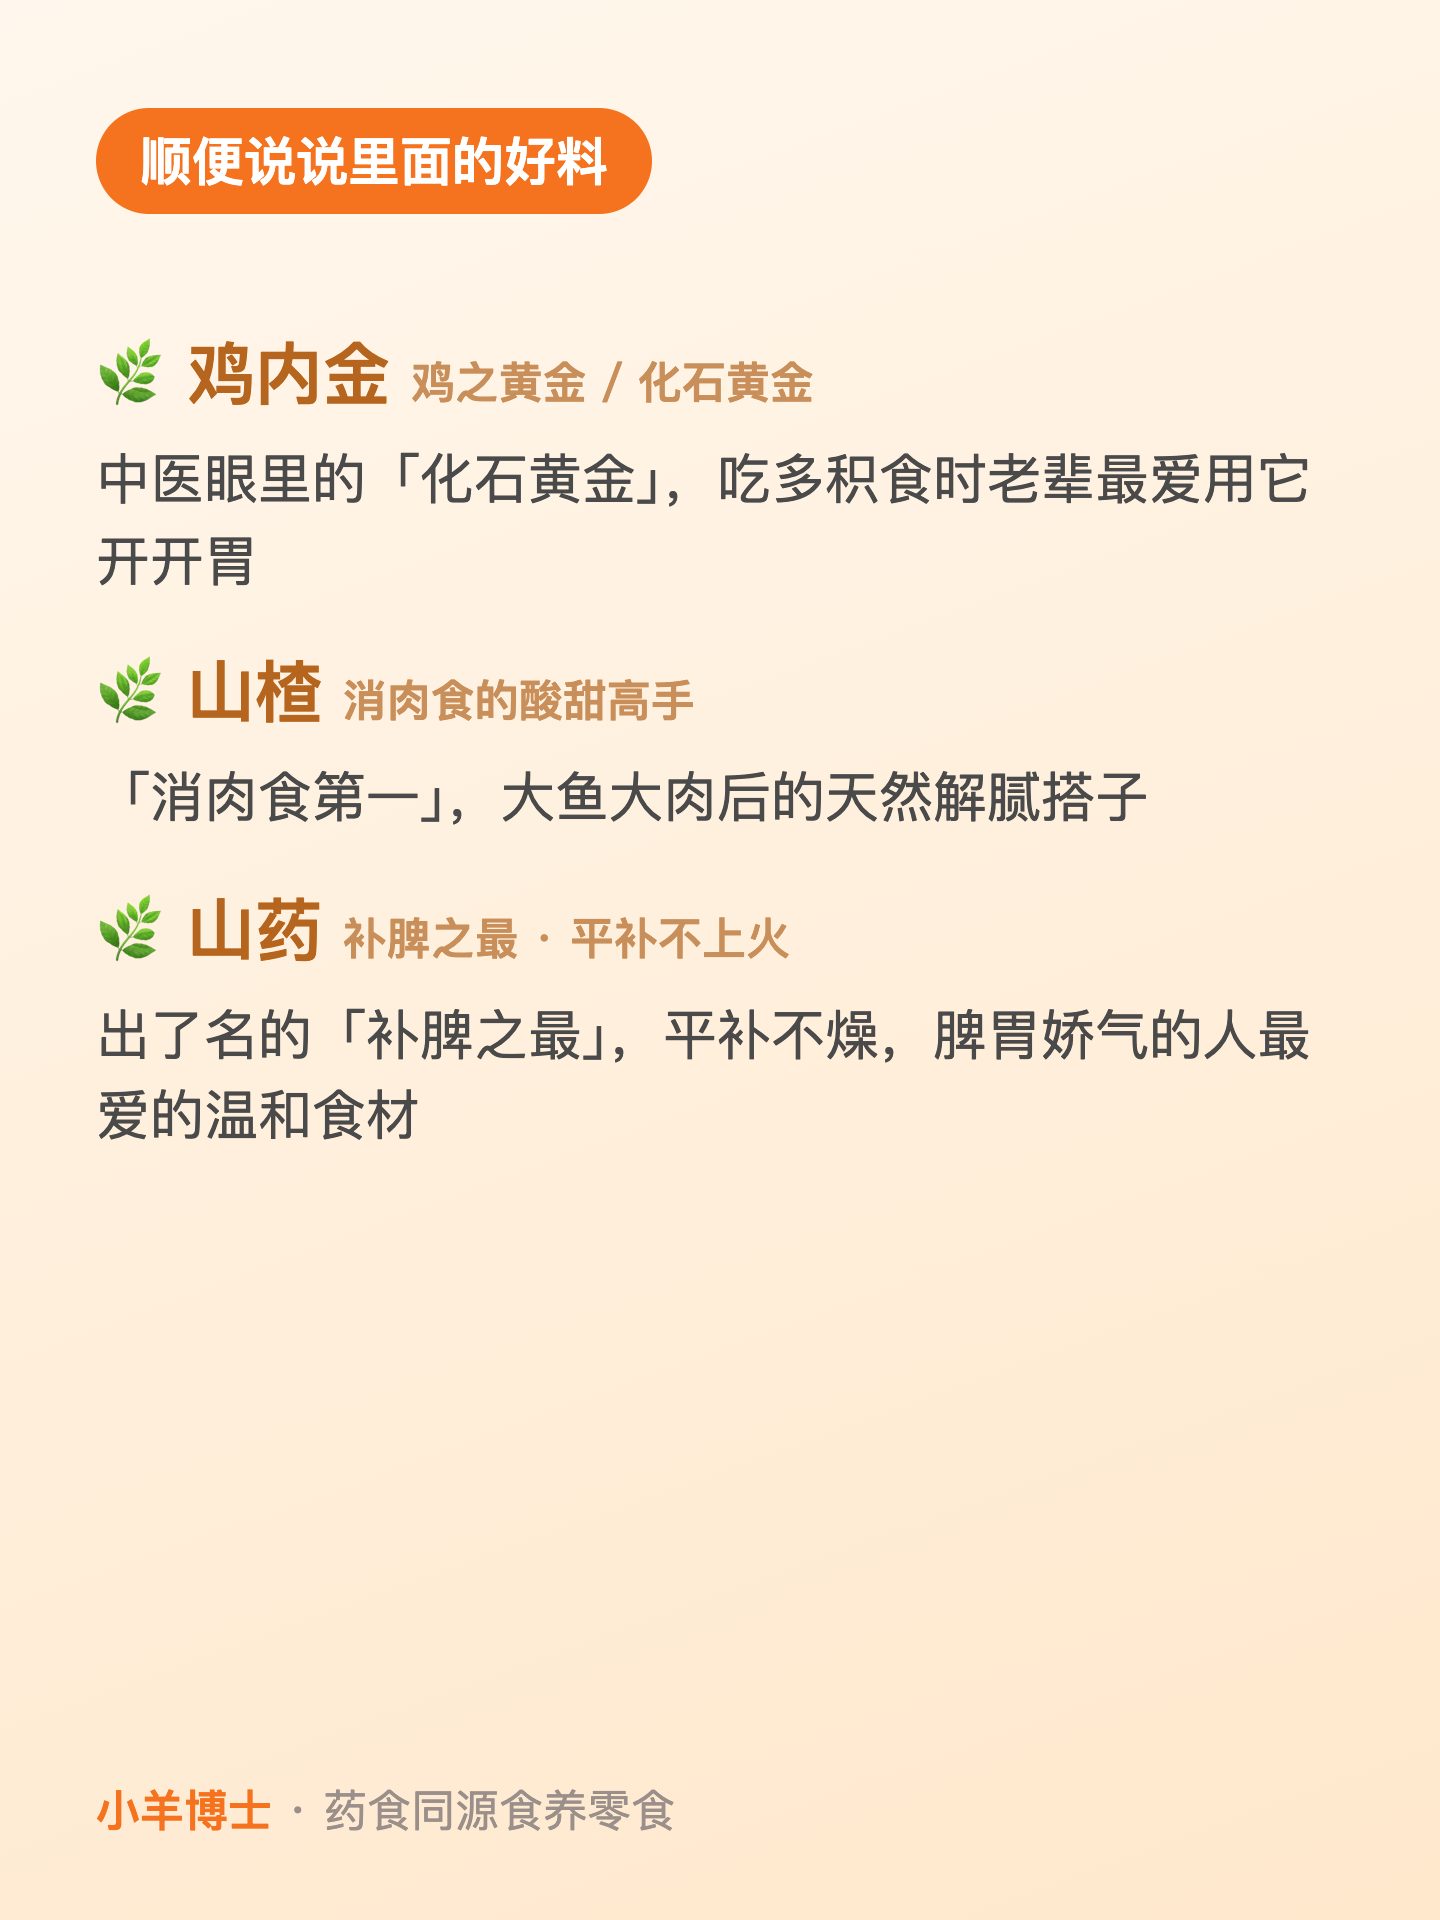 顺便说说里面的好料
鸡内金 鸡之黄金 / 化石黄金
中医眼里的「化石黄金」，吃多积食时老辈最爱用它
开开胃
山楂 消肉食的酸甜高手
「消肉食第一」，大鱼大肉后的天然解腻搭子
山药 补脾之最 · 平补不上火
出了名的「补脾之最」，平补不燥，脾胃娇气的人最
爱的温和食材
小羊博士 · 药食同源食养零食